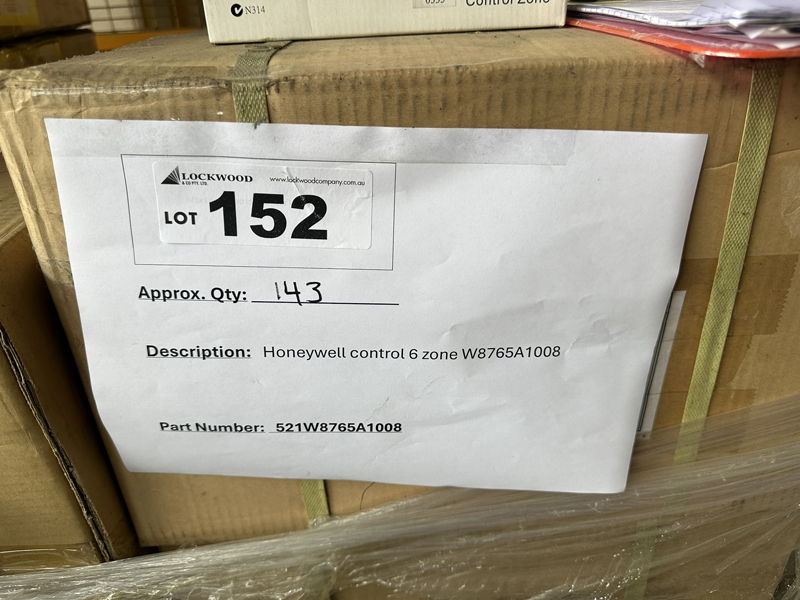 N314
Control Zone
LOCKWOOD
& CO PTY. LTD.
www.lockwoodcompany.com.au
LOT 152
Approx. Qty: 143
Description: Honeywell control 6 zone W8765A1008
Part Number: 521W8765A1008